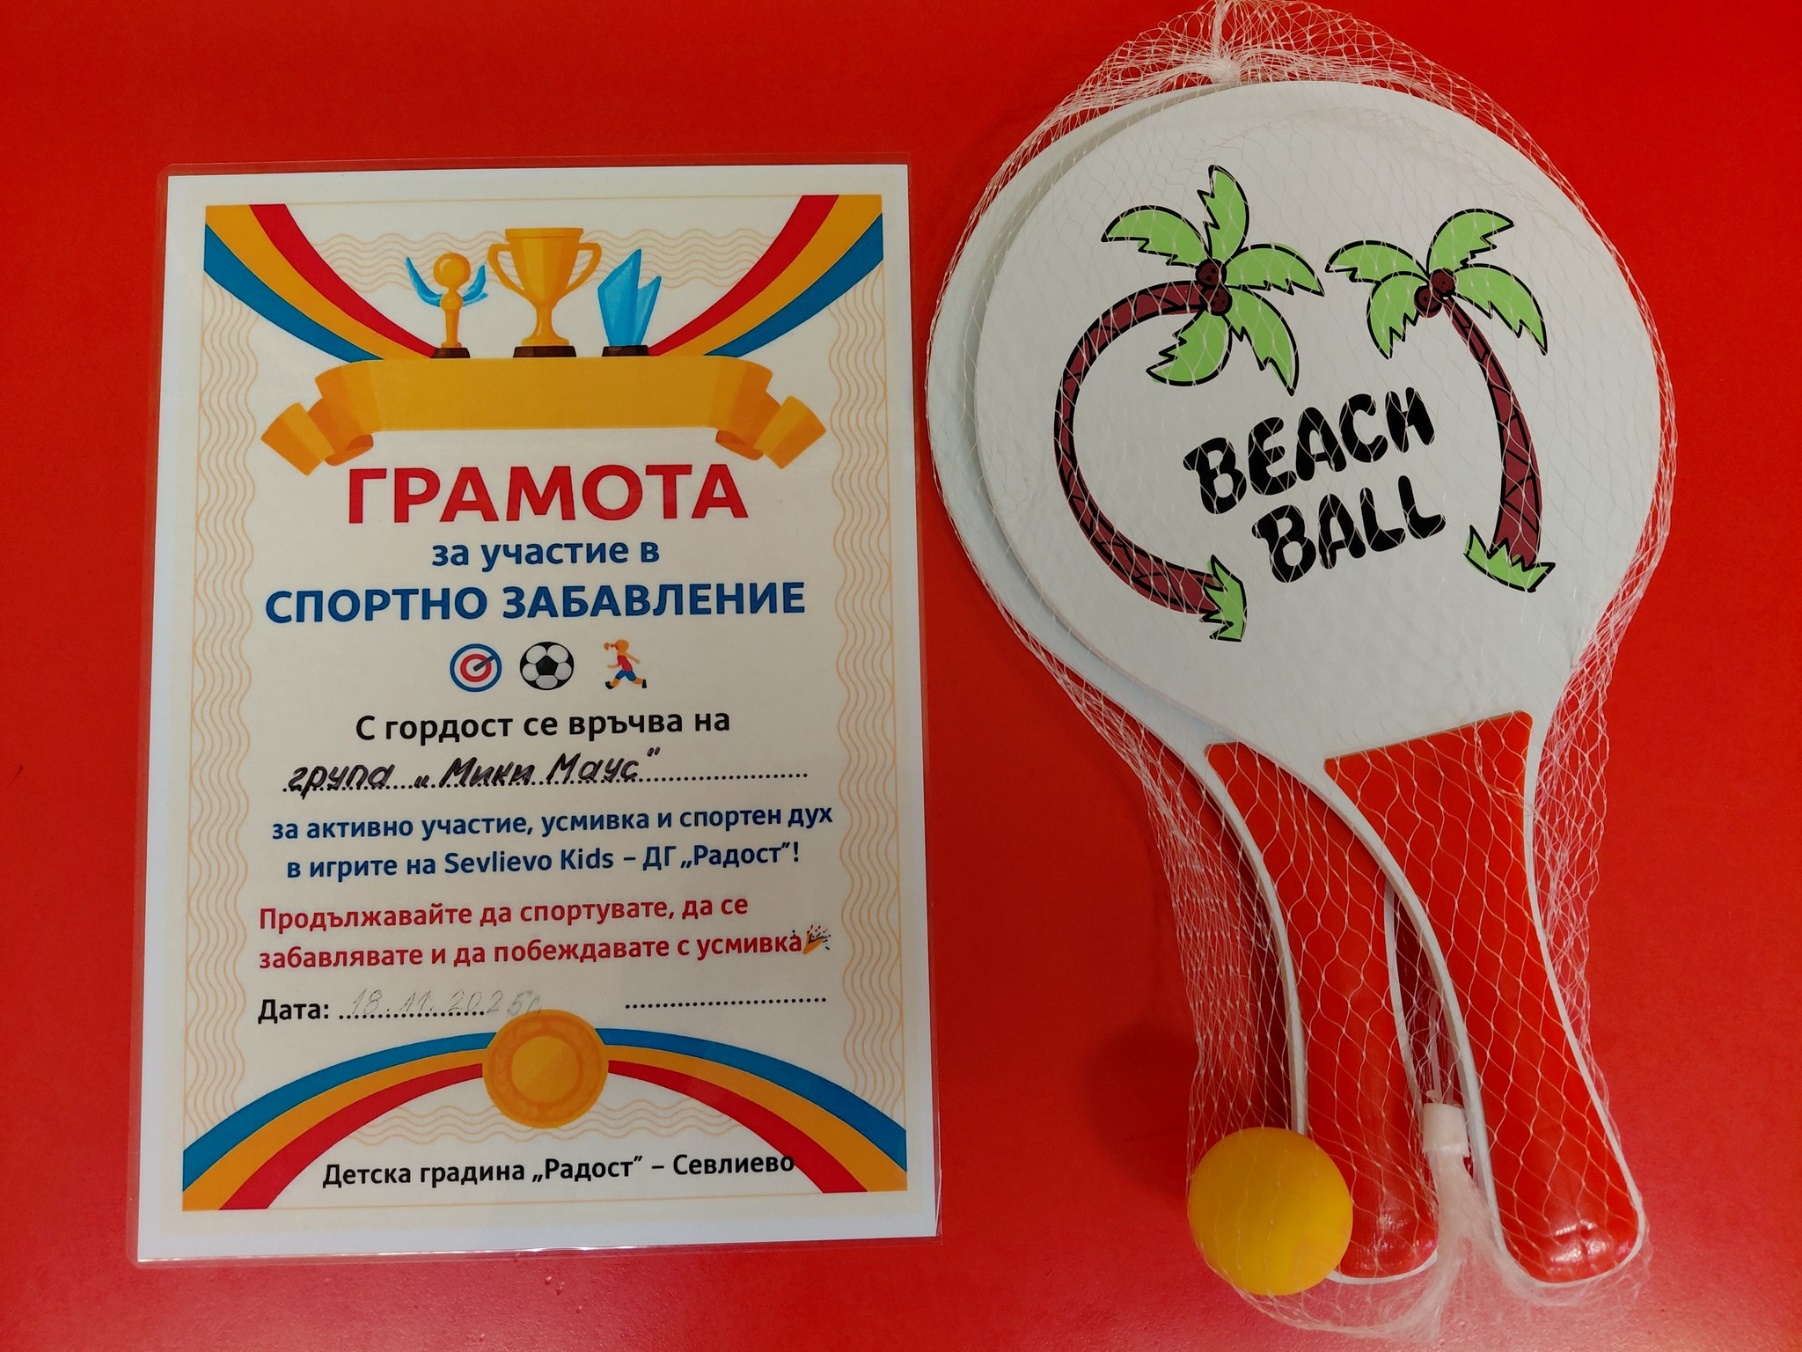 ГРАМОТА
за участие в
СПОРТНО ЗАБАВЛЕНИЕ
С гордост се връчва на
група „Мики Маус“
за активно участие, усмивка и спортен дух
в игрите на Sevlievo Kids – ДГ „Радост“!
Продължавайте да спортувате, да се
забавлявате и да побеждавате с усмивка
Дата: 18.11.2025г.
Детска градина „Радост“ – Севлиево
BEACH
BALL